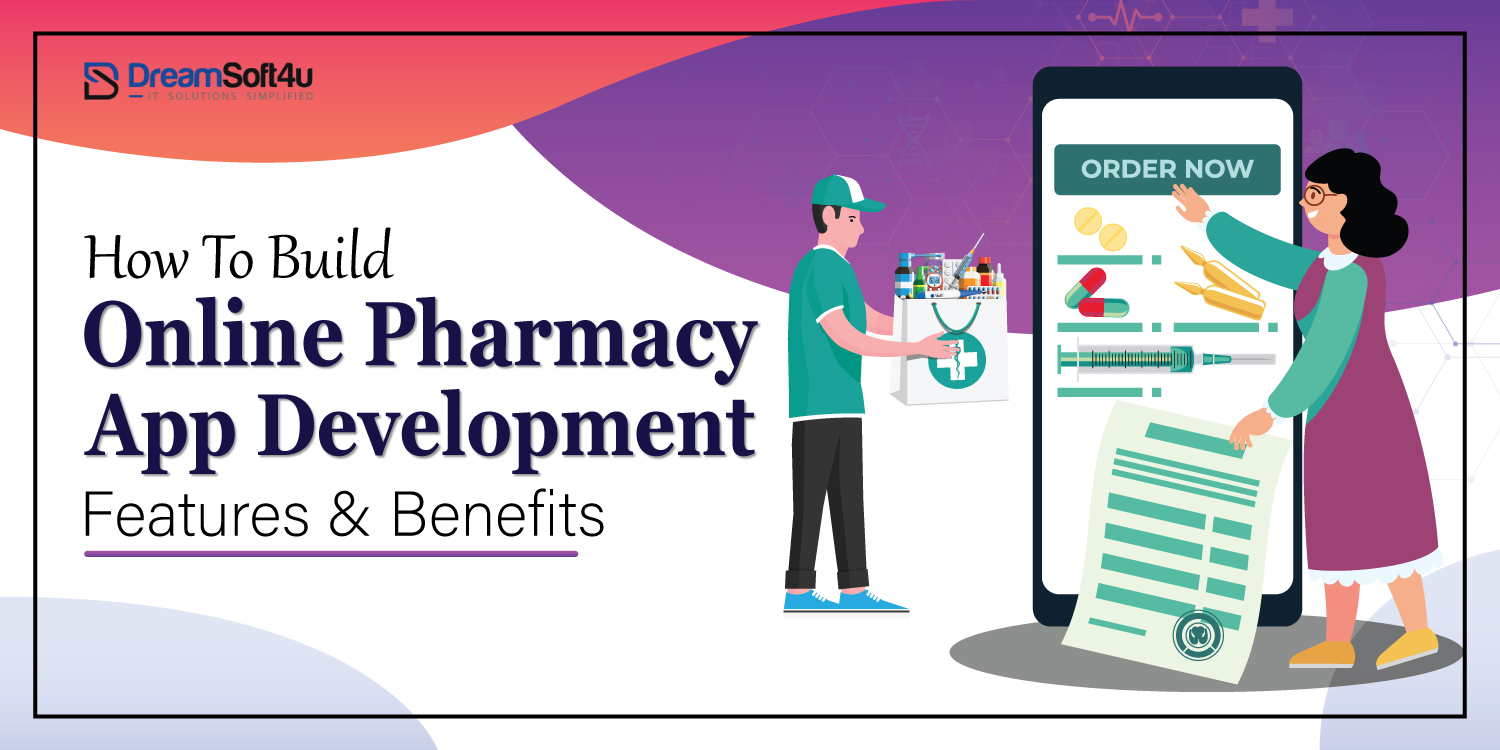 DreamSoft4u
IT SOLUTIONS SIMPLIFIED
How To Build
Online Pharmacy
App Development
Features & Benefits
ORDER NOW